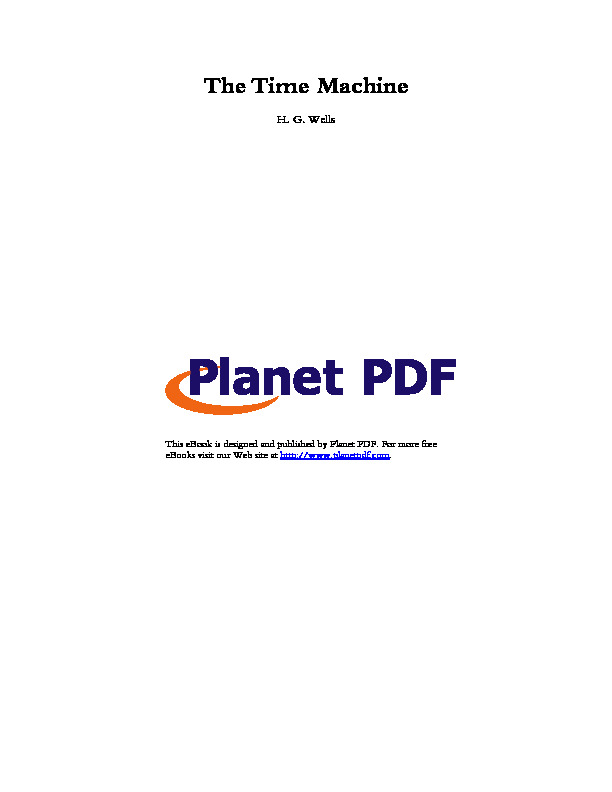 The Time Machine
H. G. Wells
Planet PDF
This eBook is designed and published by Planet PDF. For more free
eBooks visit our Web site at http://www.planetpdf.com.